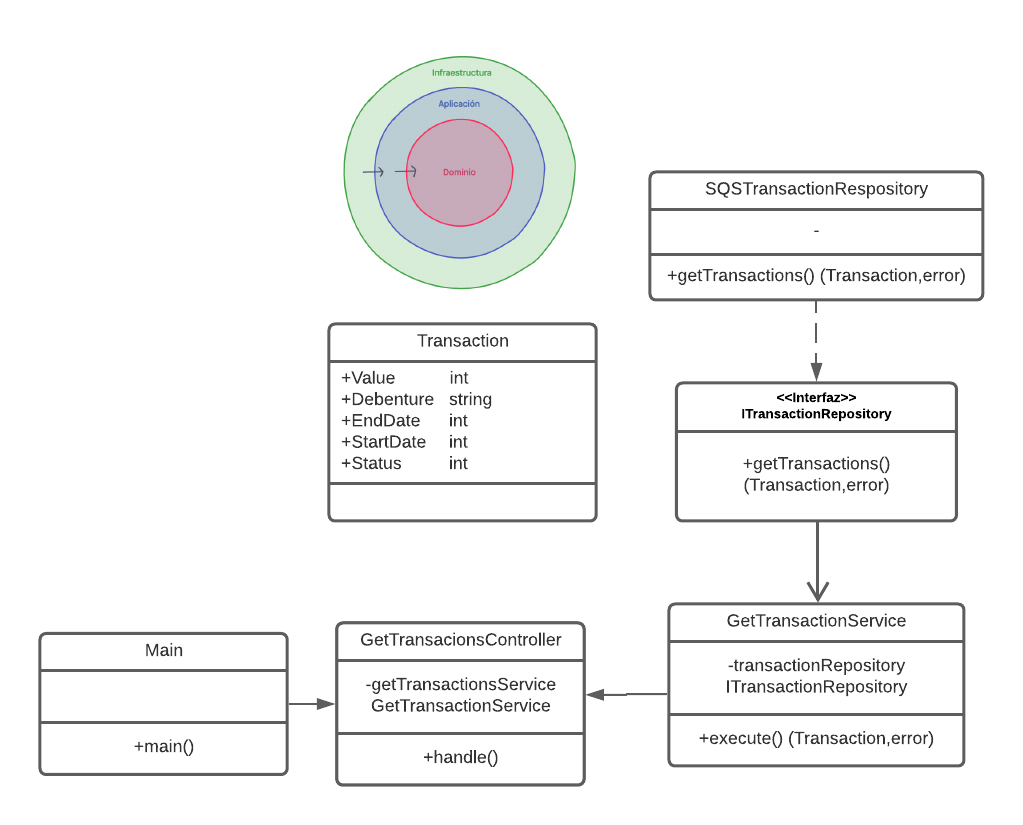 Infraestructura
Aplicación
Dominio
SQSTransactionRespository
-
+getTransactions() (Transaction,error)
Transaction
+Value int
+Debenture string
+EndDate int
+StartDate int
+Status int
<<Interfaz>>
ITransactionRepository
+getTransactions()
(Transaction,error)
Main
+main()
GetTransacionsController
-getTransactionsService
GetTransactionService
+handle()
GetTransactionService
-transactionRepository
ITransactionRepository
+execute() (Transaction,error)